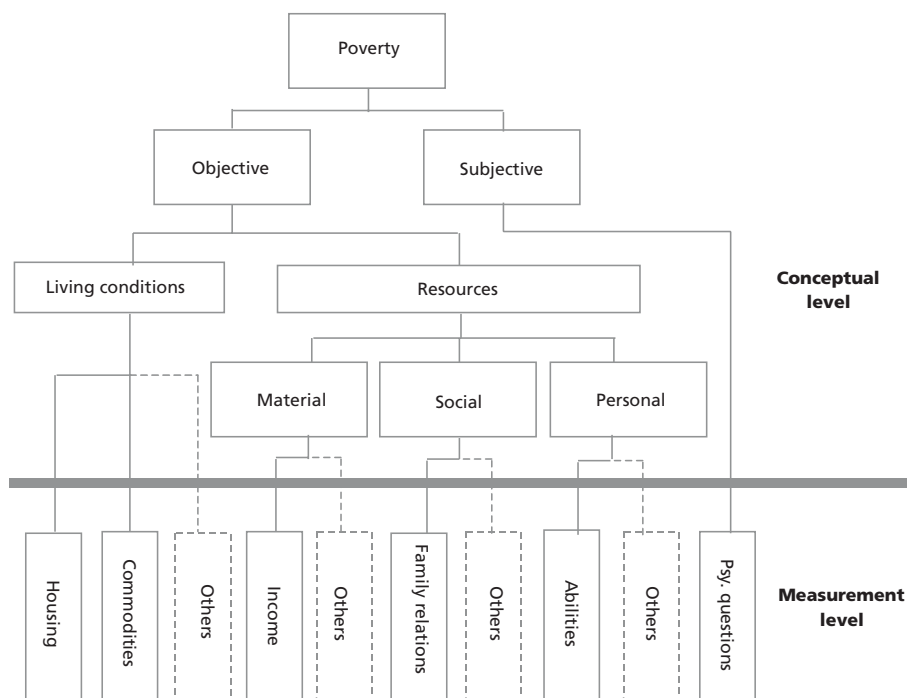 Poverty
Objective
Subjective
Living conditions
Resources
Conceptual
level
Material
Social
Personal
Housing
Commodities
Others
Income
Others
Family relations
Others
Abilities
Others
Psy. questions
Measurement
level